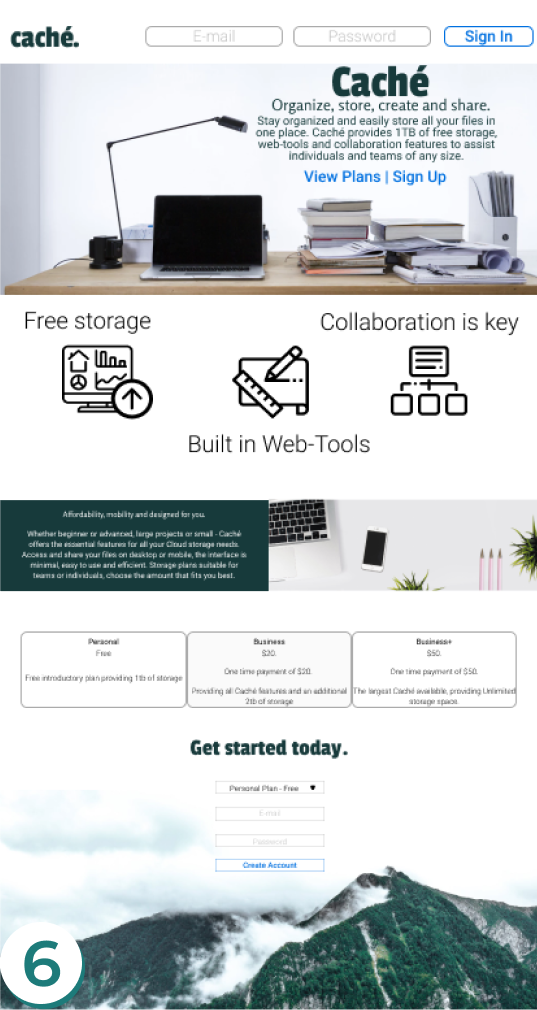 caché.
E-mail
Password
Sign In
Caché
Organize, store, create and share.
Stay organized and easily store all your files in
one place. Caché provides 1TB of free storage,
web-tools and collaboration features to assist
individuals and teams of any size.
View Plans | Sign Up
Free storage
Collaboration is key
Built in Web-Tools
Affordability, mobility and designed for you.
Whether beginner or advanced, large projects or small - Caché
offers the essential features for all your Cloud storage needs.
Access and share your files on desktop or mobile, the interface is
minimal, easy to use and efficient. Storage plans suitable for
teams or individuals, choose the amount that fits you best.
Personal
Free
Free introductory plan providing 1tb of storage
Business
$20.
One time payment of $20.
Providing all Caché features and an additional
2tb of storage
Business+
$50.
One time payment of $50.
The largest Caché available, providing Unlimited
storage space.
Get started today.
Personal Plan - Free
E-mail
Password
Create Account
6